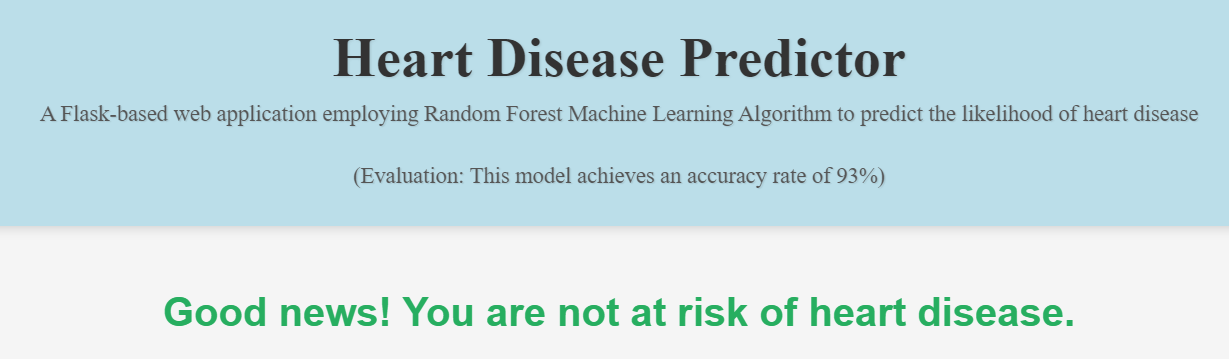 Heart Disease Predictor
A Flask-based web application employing Random Forest Machine Learning Algorithm to predict the likelihood of heart disease
(Evaluation: This model achieves an accuracy rate of 93%)
Good news! You are not at risk of heart disease.